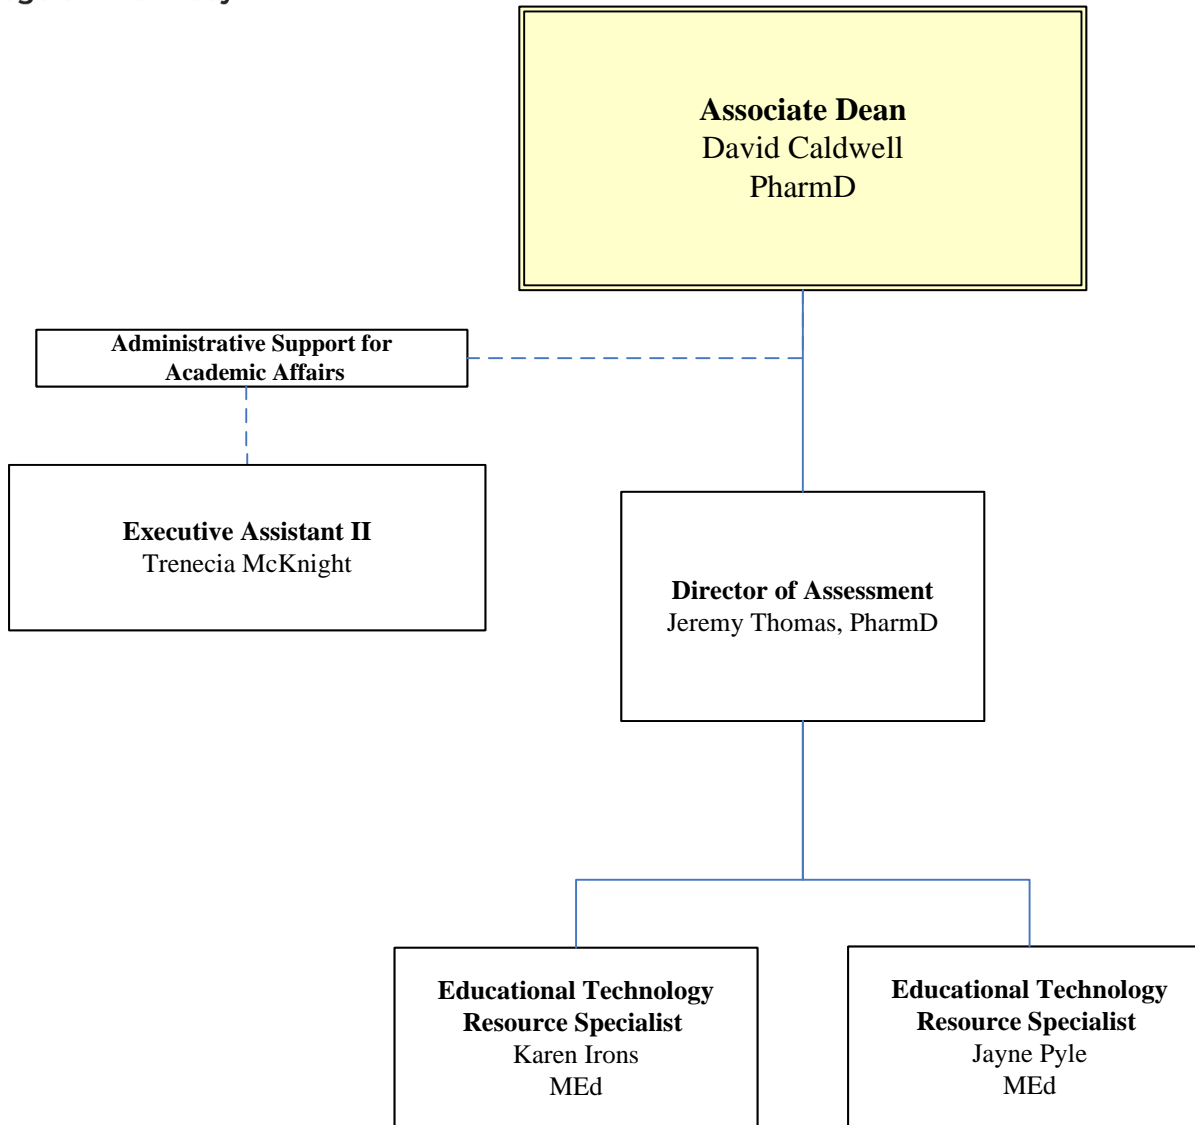 Associate Dean
David Caldwell
PharmD
Administrative Support for
Academic Affairs
Executive Assistant II
Trenecia McKnight
Director of Assessment
Jeremy Thomas, PharmD
Educational Technology
Resource Specialist
Karen Irons
MEd
Educational Technology
Resource Specialist
Jayne Pyle
MEd